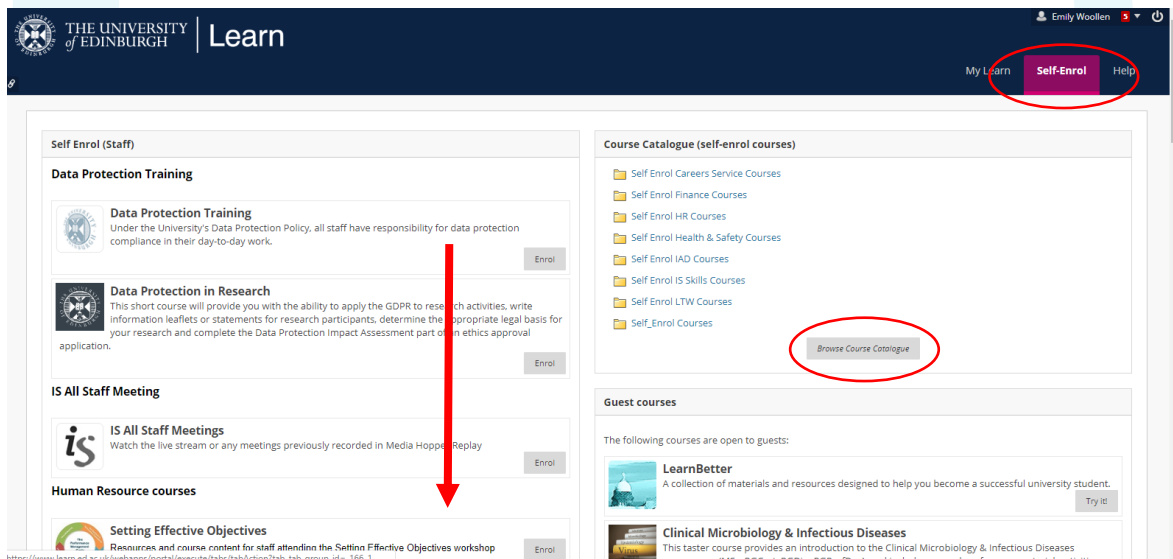 Emily Woollen 5
THE UNIVERSITY
of EDINBURGH
Learn
My Learn Self-Enrol Help
Self Enrol (Staff)
Data Protection Training
Data Protection Training
Under the University's Data Protection Policy, all staff have responsibility for data protection
compliance in their day-to-day work.
Enrol
Data Protection in Research
This short course will provide you with the ability to apply the GDPR to research activities, write
information leaflets or statements for research participants, determine the appropriate legal basis for
your research and complete the Data Protection Impact Assessment part of an ethics approval
application.
Enrol
IS All Staff Meeting
is
IS All Staff Meetings
Watch the live stream or any meetings previously recorded in Media Hopper Replay
Enrol
Human Resource courses
Setting Effective Objectives
Resources and course content for staff attending the Setting Effective Objectives workshop
Enrol
Course Catalogue (self-enrol courses)
Self Enrol Careers Service Courses
Self Enrol Finance Courses
Self Enrol HR Courses
Self Enrol Health & Safety Courses
Self Enrol IAD Courses
Self Enrol IS Skills Courses
Self Enrol LTW Courses
Self_Enrol Courses
Browse Course Catalogue
Guest courses
The following courses are open to guests:
LearnBetter
A collection of materials and resources designed to help you become a successful university student.
Try it!
Virus
Clinical Microbiology & Infectious Diseases
This taster course provides an introduction to the Clinical Microbiology & Infectious Diseases